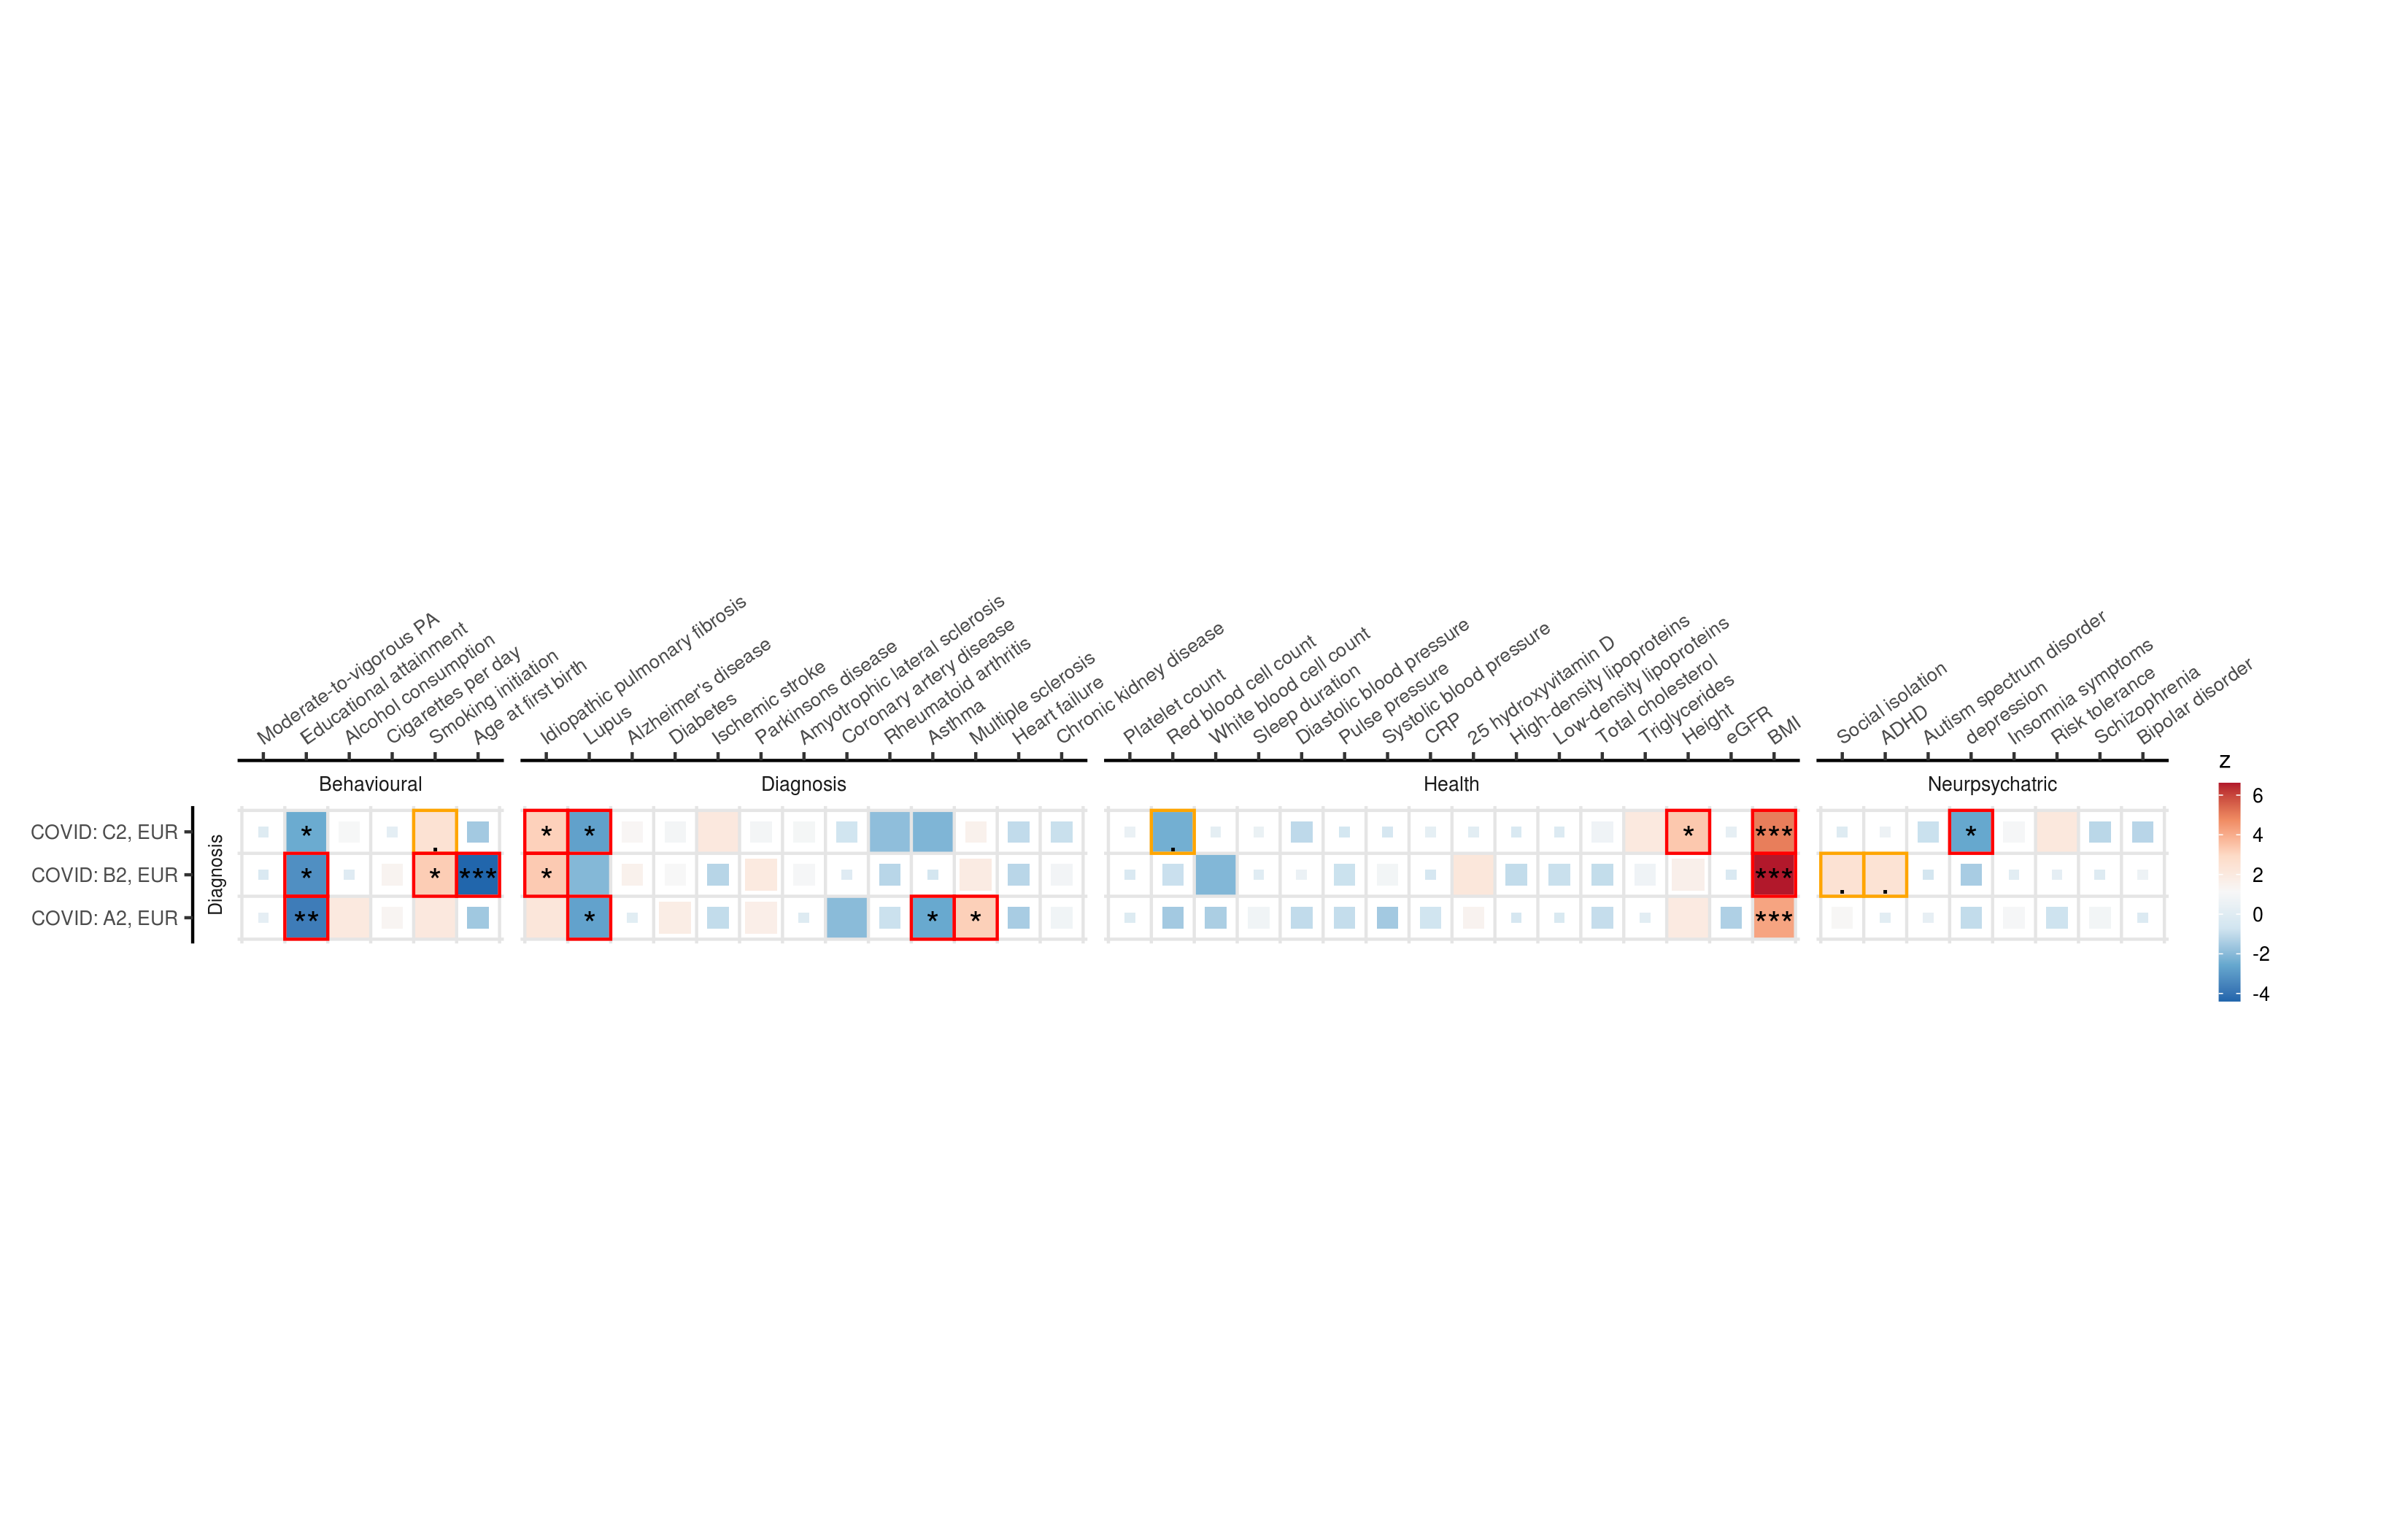 Moderate-to-vigorous PA
Educational attainment
Alcohol consumption
Cigarettes per day
Smoking initiation
Age at first birth
Idiopathic pulmonary fibrosis
Lupus
Alzheimer's disease
Diabetes
Ischemic stroke
Parkinsons disease
Amyotrophic lateral sclerosis
Coronary artery disease
Rheumatoid arthritis
Asthma
Multiple sclerosis
Heart failure
Chronic kidney disease
Platelet count
Red blood cell count
White blood cell count
Sleep duration
Diastolic blood pressure
Pulse pressure
Systolic blood pressure
CRP
25 hydroxyvitamin D
High-density lipoproteins
Low-density lipoproteins
Total cholesterol
Triglycerides
Height
eGFR
BMI
Social isolation
ADHD
Autism spectrum disorder
depression
Insomnia symptoms
Risk tolerance
Schizophrenia
Bipolar disorder
Behavioural
Diagnosis
Health
Neurpsychatric
Diagnosis
COVID: C2, EUR
* . * * . * *** *
COVID: B2, EUR
* * *** * *** . .
COVID: A2, EUR
** * * * ***
z
6
4
2
0
-2
-4